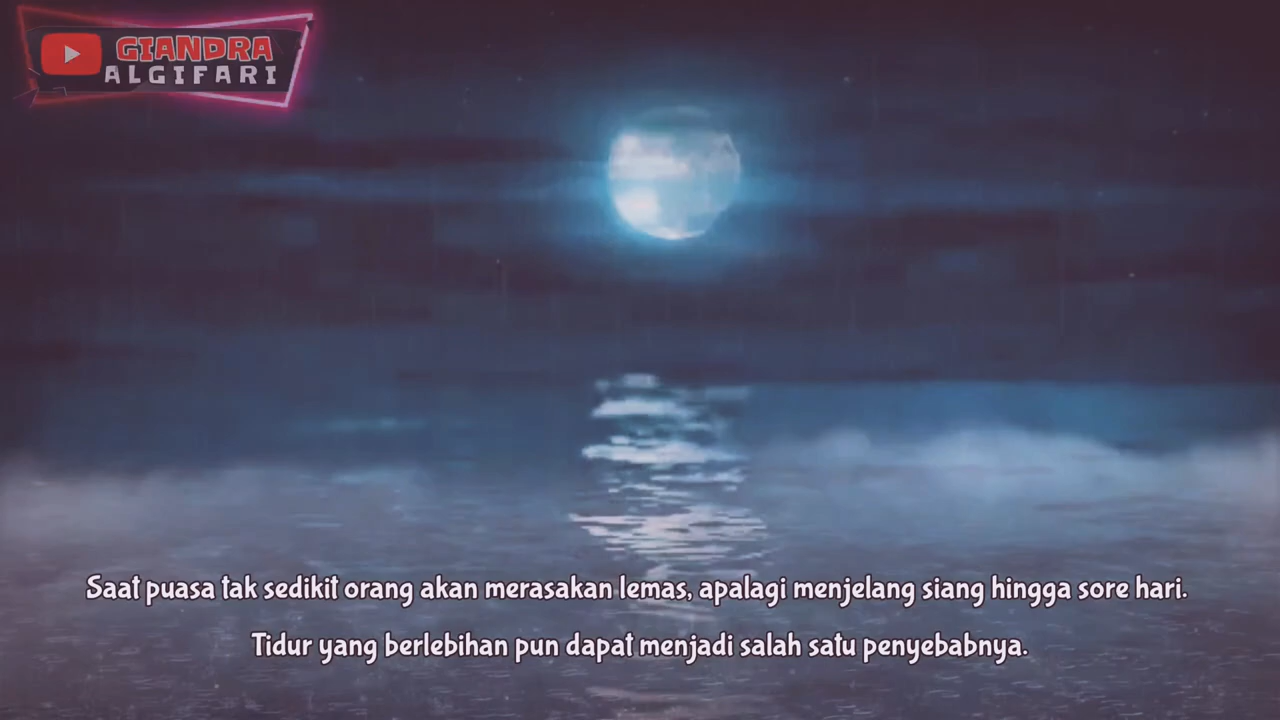 GIANDRA
ALGIFARI
Saat puasa tak sedikit orang akan merasakan lemas, apalagi menjelang siang hingga sore hari.
Tidur yang berlebihan pun dapat menjadi salah satu penyebabnya.